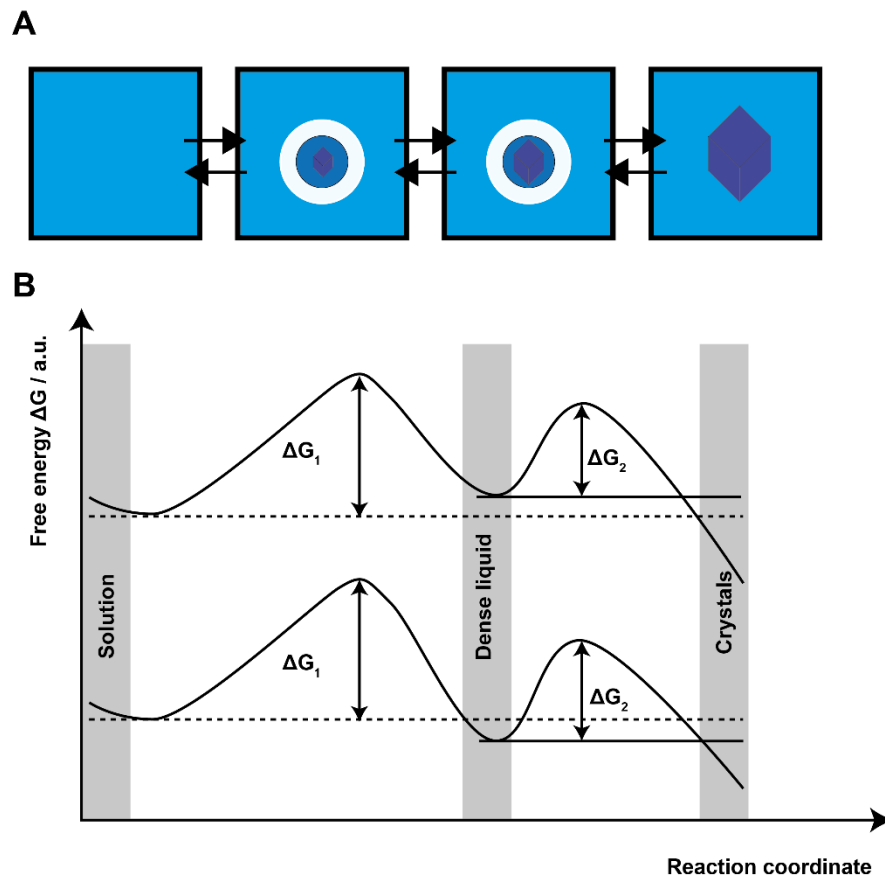 A
B
Free energy ΔG / a.u.
Solution
Dense liquid
Crystals
ΔG₁
ΔG₂
ΔG₁
ΔG₂
Reaction coordinate